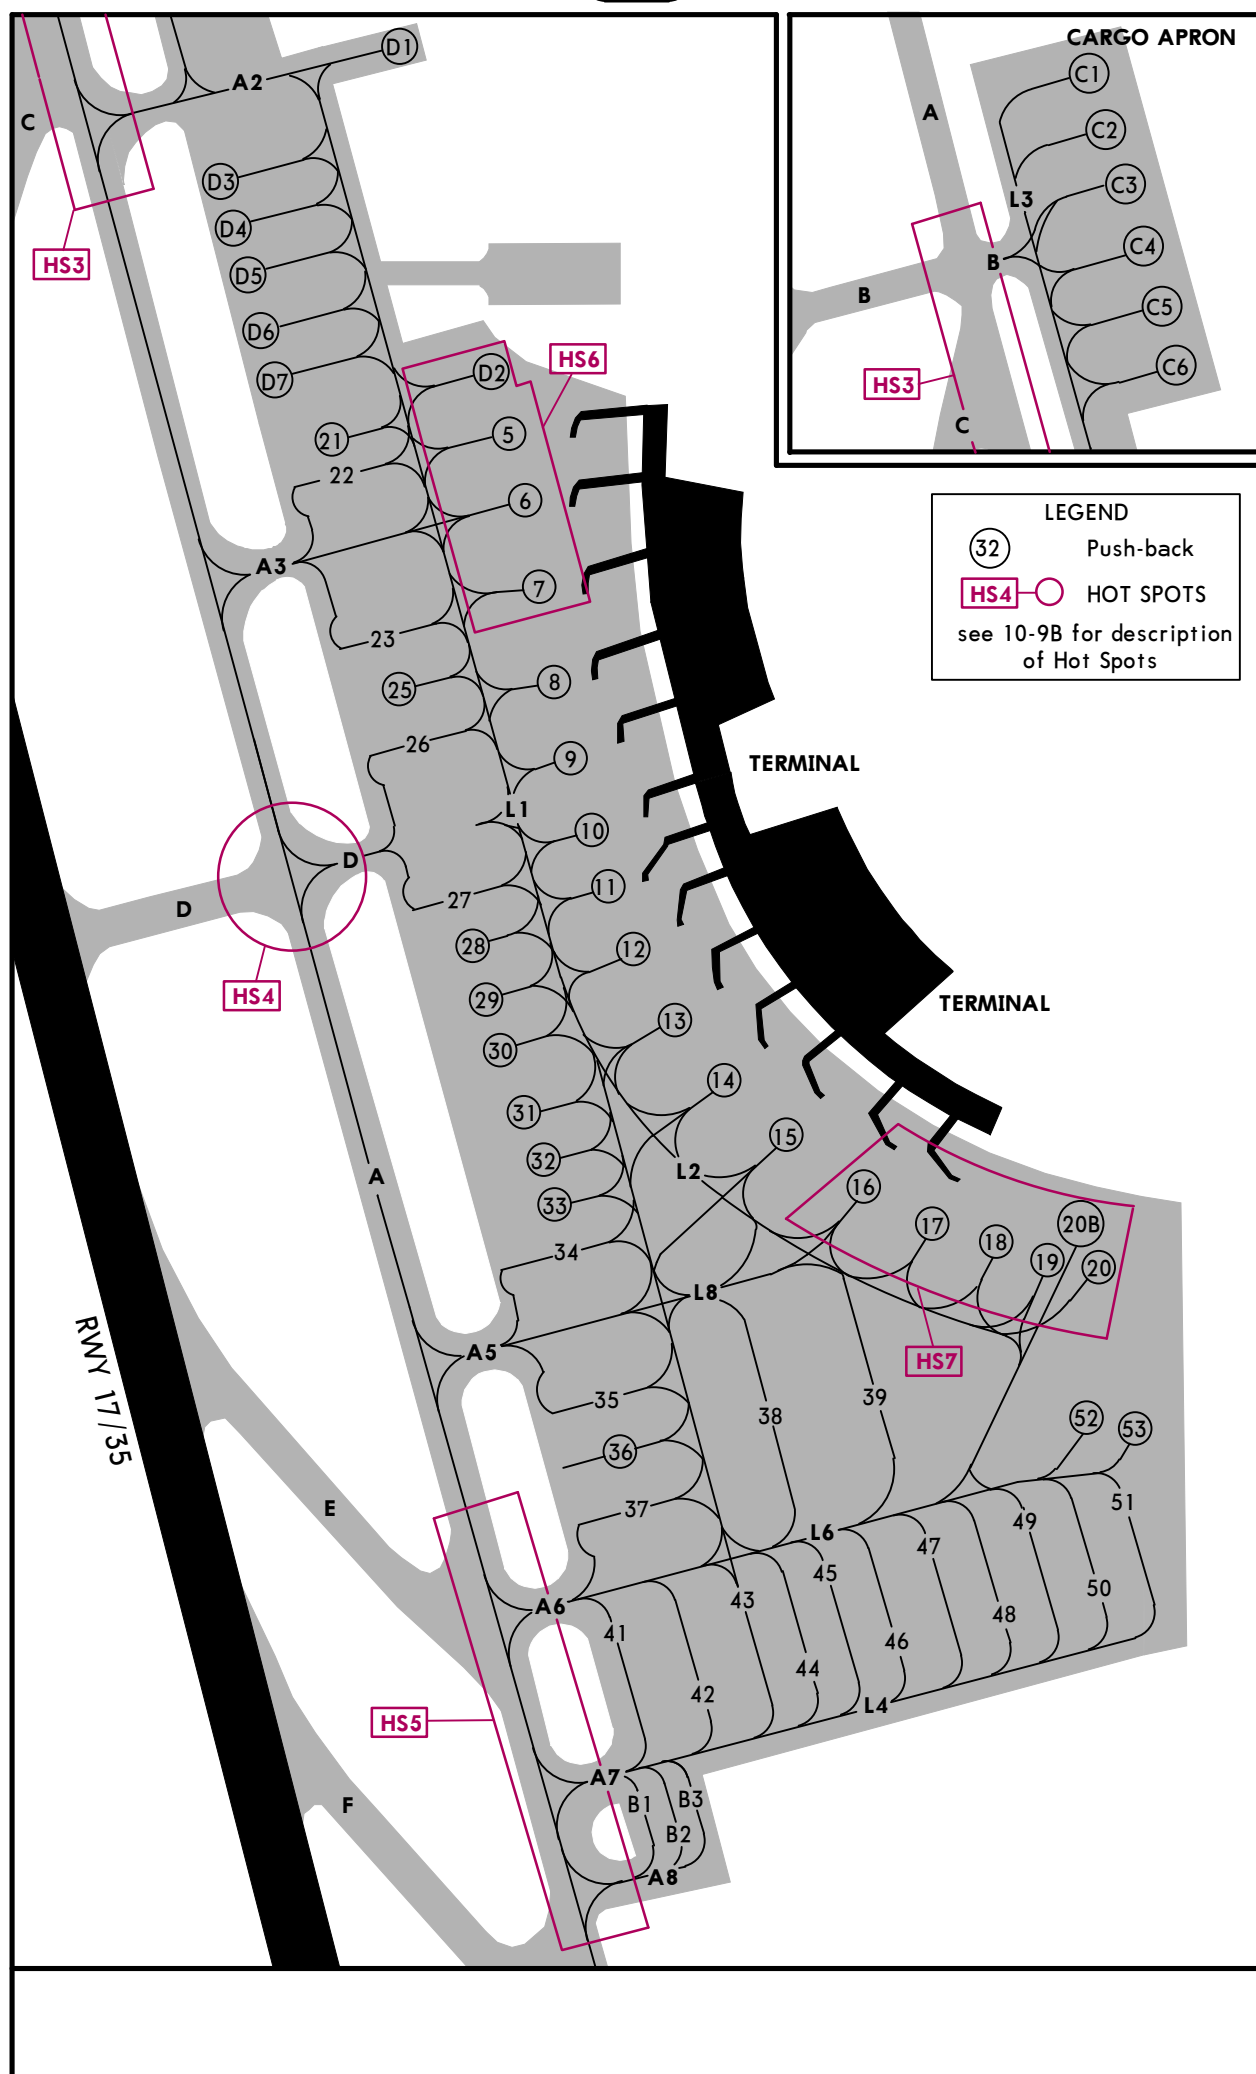 D1
A2
C
D3
D4
D5
HS3
D6
D7
D2
HS6
21
5
22
6
A3
7
23
25
8
26
9
TERMINAL
L1
10
D
27
11
D
28
12
HS4
29
TERMINAL
13
30
14
31
15
32
L2
A
16
33
17
20B
34
18
19
20
L8
RWY 17/35
A5
HS7
35
39
38
52
53
36
E
37
51
49
L6
47
45
50
43
A6
41
48
46
44
42
L4
HS5
A7
B1
B3
F
B2
A8
CARGO APRON
C1
A
C2
C3
L3
C4
B
B
C5
C6
HS3
C
LEGEND
32 Push-back
HS4 HOT SPOTS
see 10-9B for description
of Hot Spots